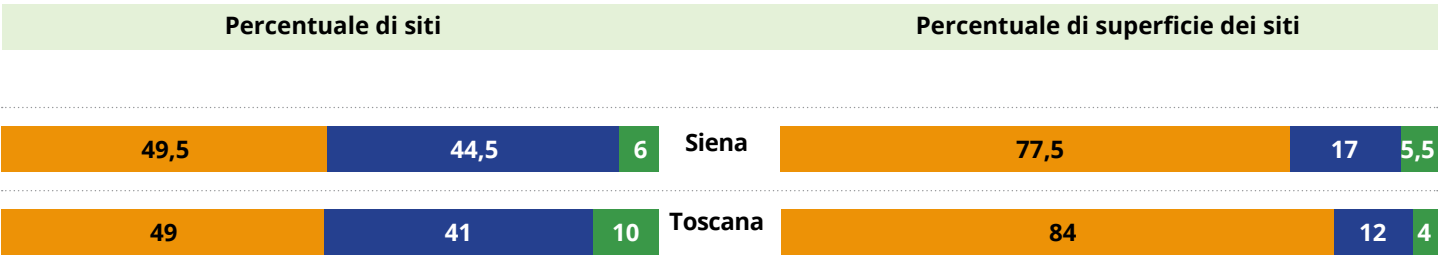 Percentuale di siti Percentuale di superficie dei siti
49,5 44,5 6 Siena 77,5 17 5,5
49 41 10 Toscana 84 12 4